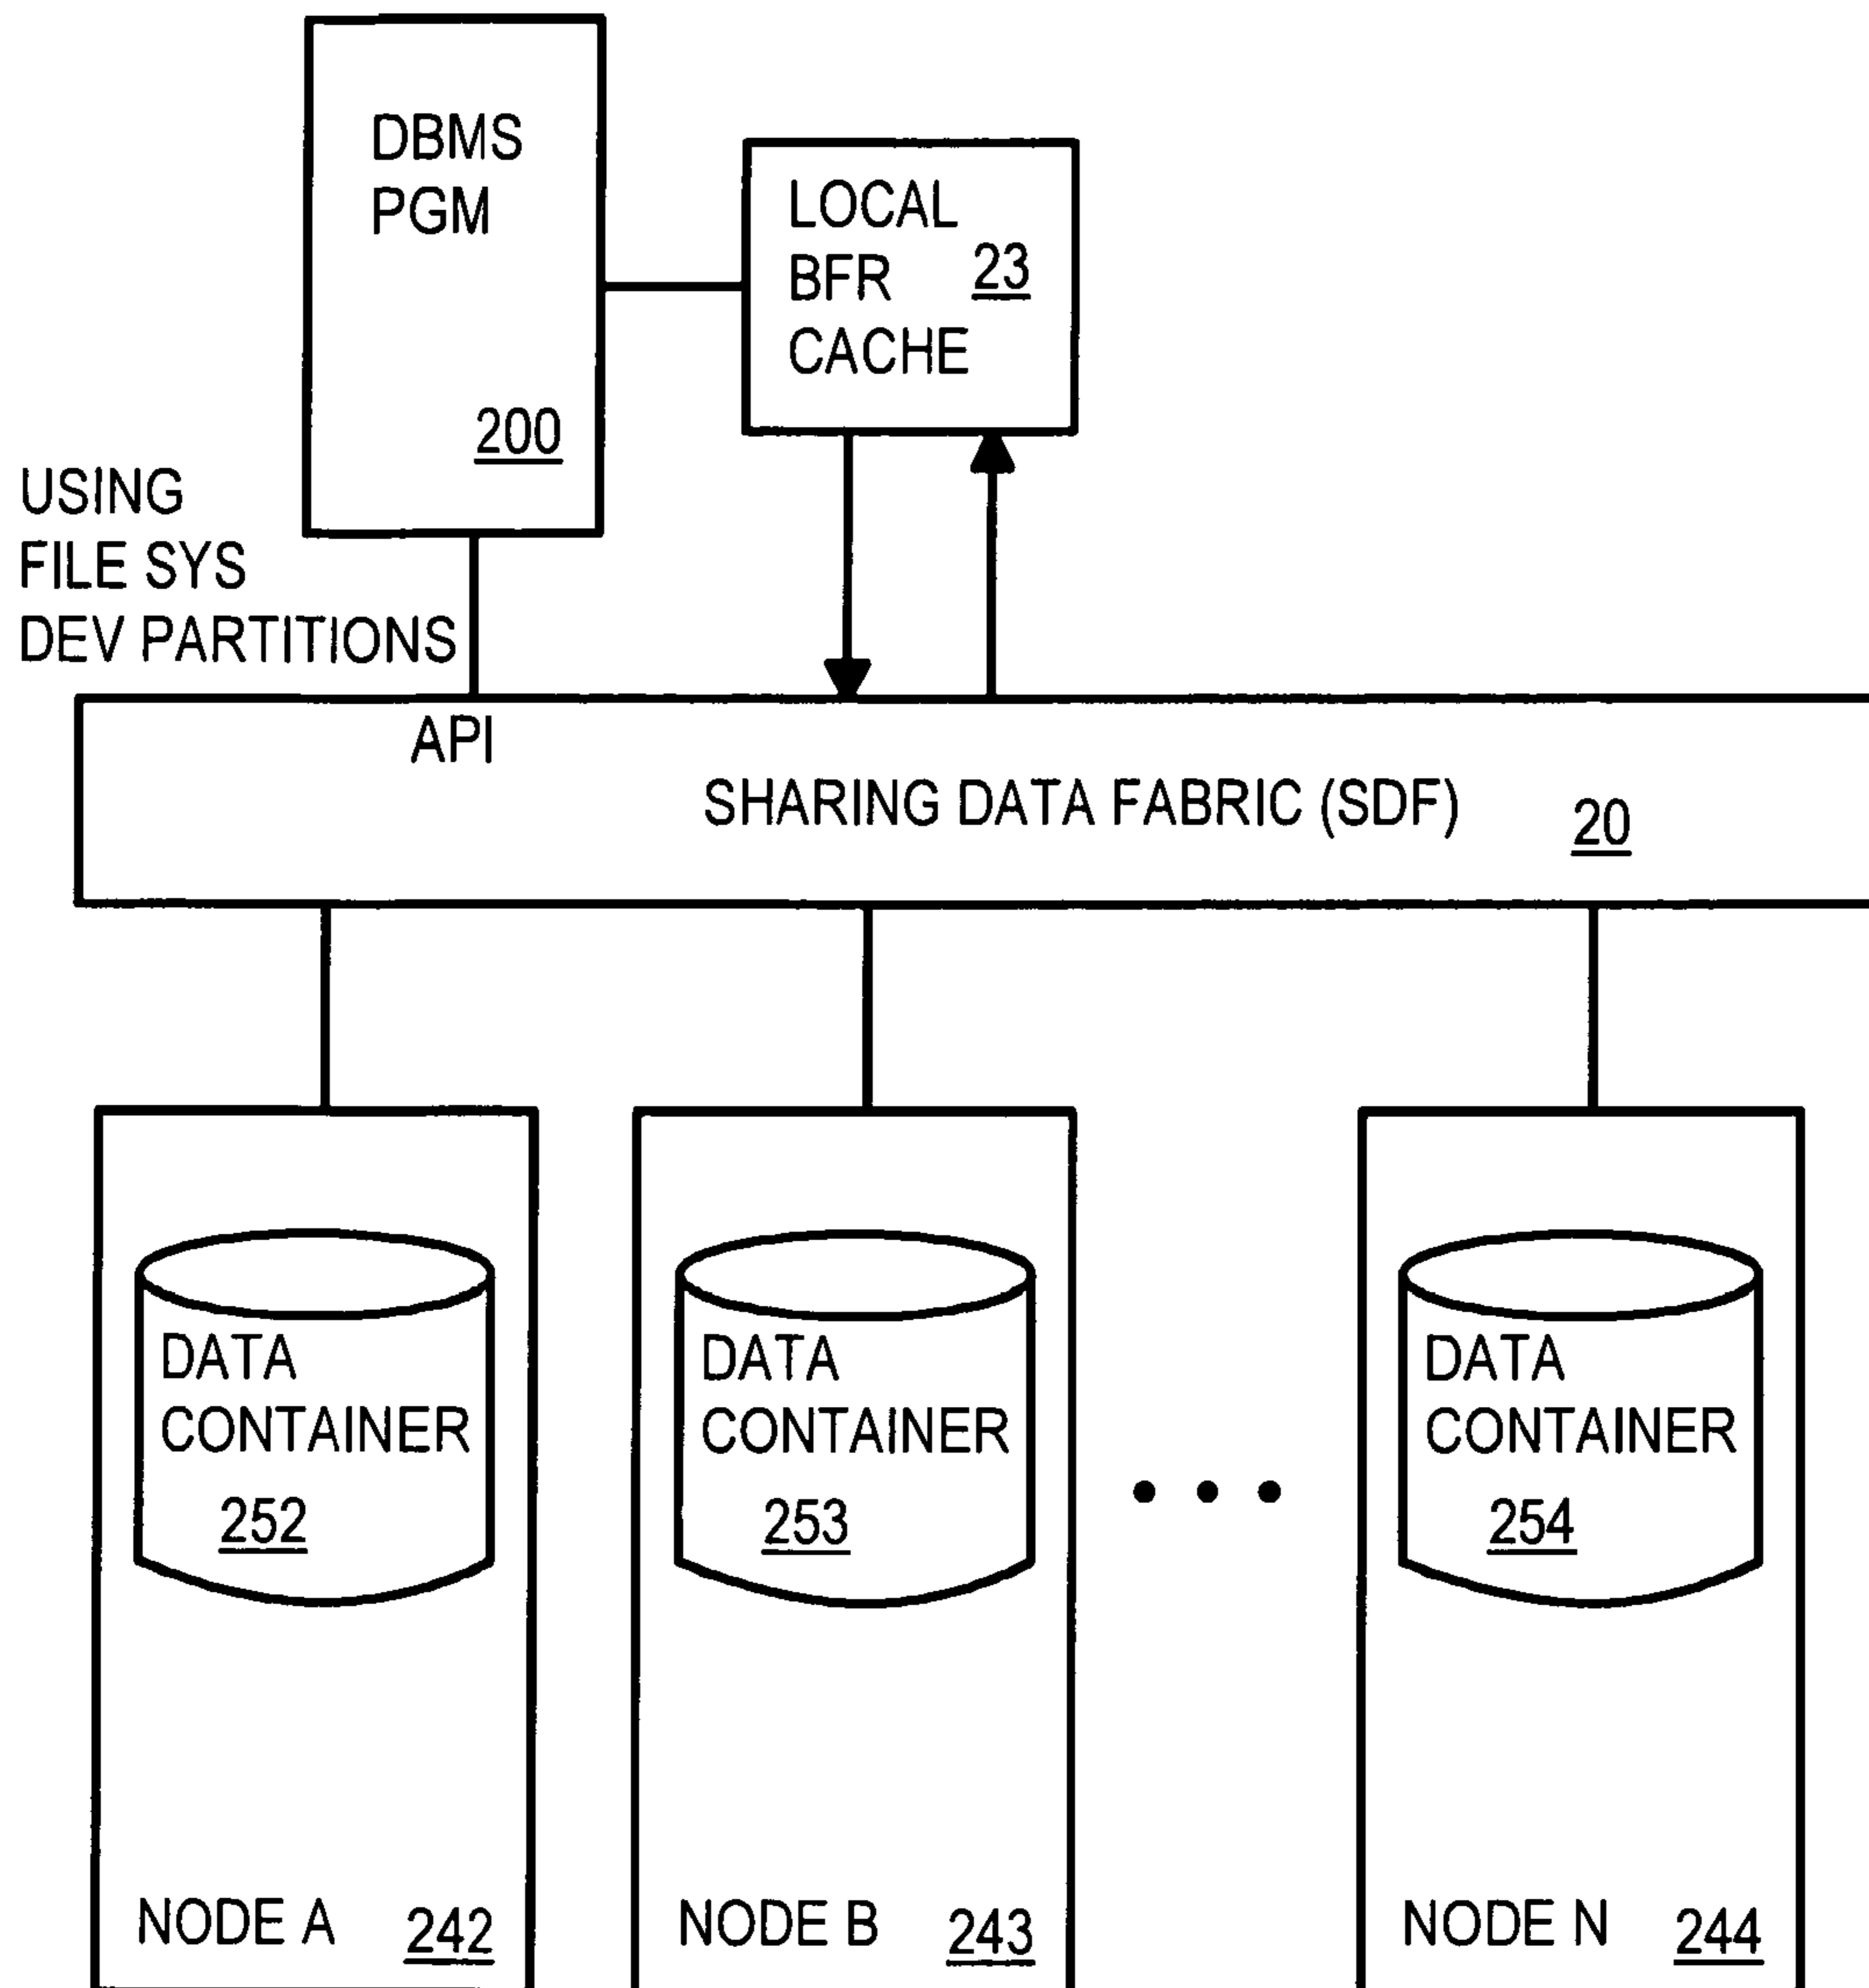 DBMS
PGM
200
LOCAL
BFR
CACHE
23
USING
FILE SYS
DEV PARTITIONS
API
SHARING DATA FABRIC (SDF)
20
DATA
CONTAINER
252
NODE A
242
DATA
CONTAINER
253
NODE B
243
DATA
CONTAINER
254
NODE N
244